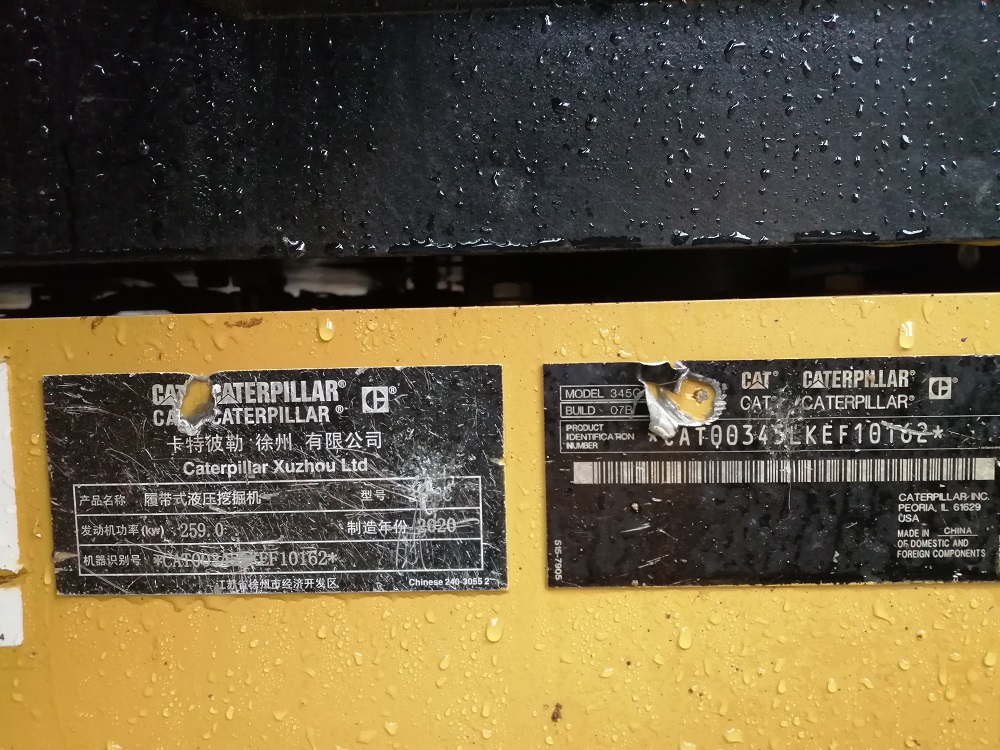 CATERPILLAR®
CATERPILLAR®
卡特彼勒 徐州 有限公司
Caterpillar Xuzhou Ltd
产品名称 履带式液压挖掘机 型号
发动机功率(kw) 259.0 制造年份 2020
机器识别号
江苏省徐州市经济开发区 Chinese 240-3055 2
MODEL 345
BUILD - 07B
CAT® CATERPILLAR®
CAT® CATERPILLAR®
PRODUCT
IDENTIFICATION
NUMBER
*CAT00345LKEF10162*
CATERPILLAR INC.
PEORIA, IL 61629
USA
MADE IN CHINA
OF DOMESTIC AND
FOREIGN COMPONENTS
515-7905
4